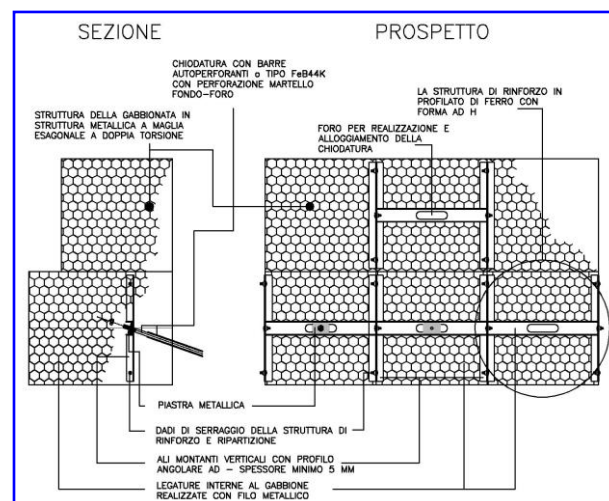 SEZIONE
PROSPETTO
CHIODATURA CON BARRE
AUTOPERFORANTI o TIPO FeB44K
CON PERFORAZIONE MARTELLO
FONDO-FORO
LA STRUTTURA DI RINFORZO IN
PROFILATO DI FERRO CON
FORMA AD H
STRUTTURA DELLA GABBIONATA IN
STRUTTURA METALLICA A MAGLIA
ESAGONALE A DOPPIA TORSIONE
FORO PER REALIZZAZIONE E
ALLOGGIAMENTO DELLA
CHIODATURA
PIASTRA METALLICA
DADI DI SERRAGGIO DELLA STRUTTURA DI
RINFORZO E RIPARTIZIONE
ALI MONTANTI VERTICALI CON PROFILO
ANGOLARE AD - SPESSORE MINIMO 5 MM
LEGATURE INTERNE AL GABBIONE
REALIZZATE CON FILO METALLICO